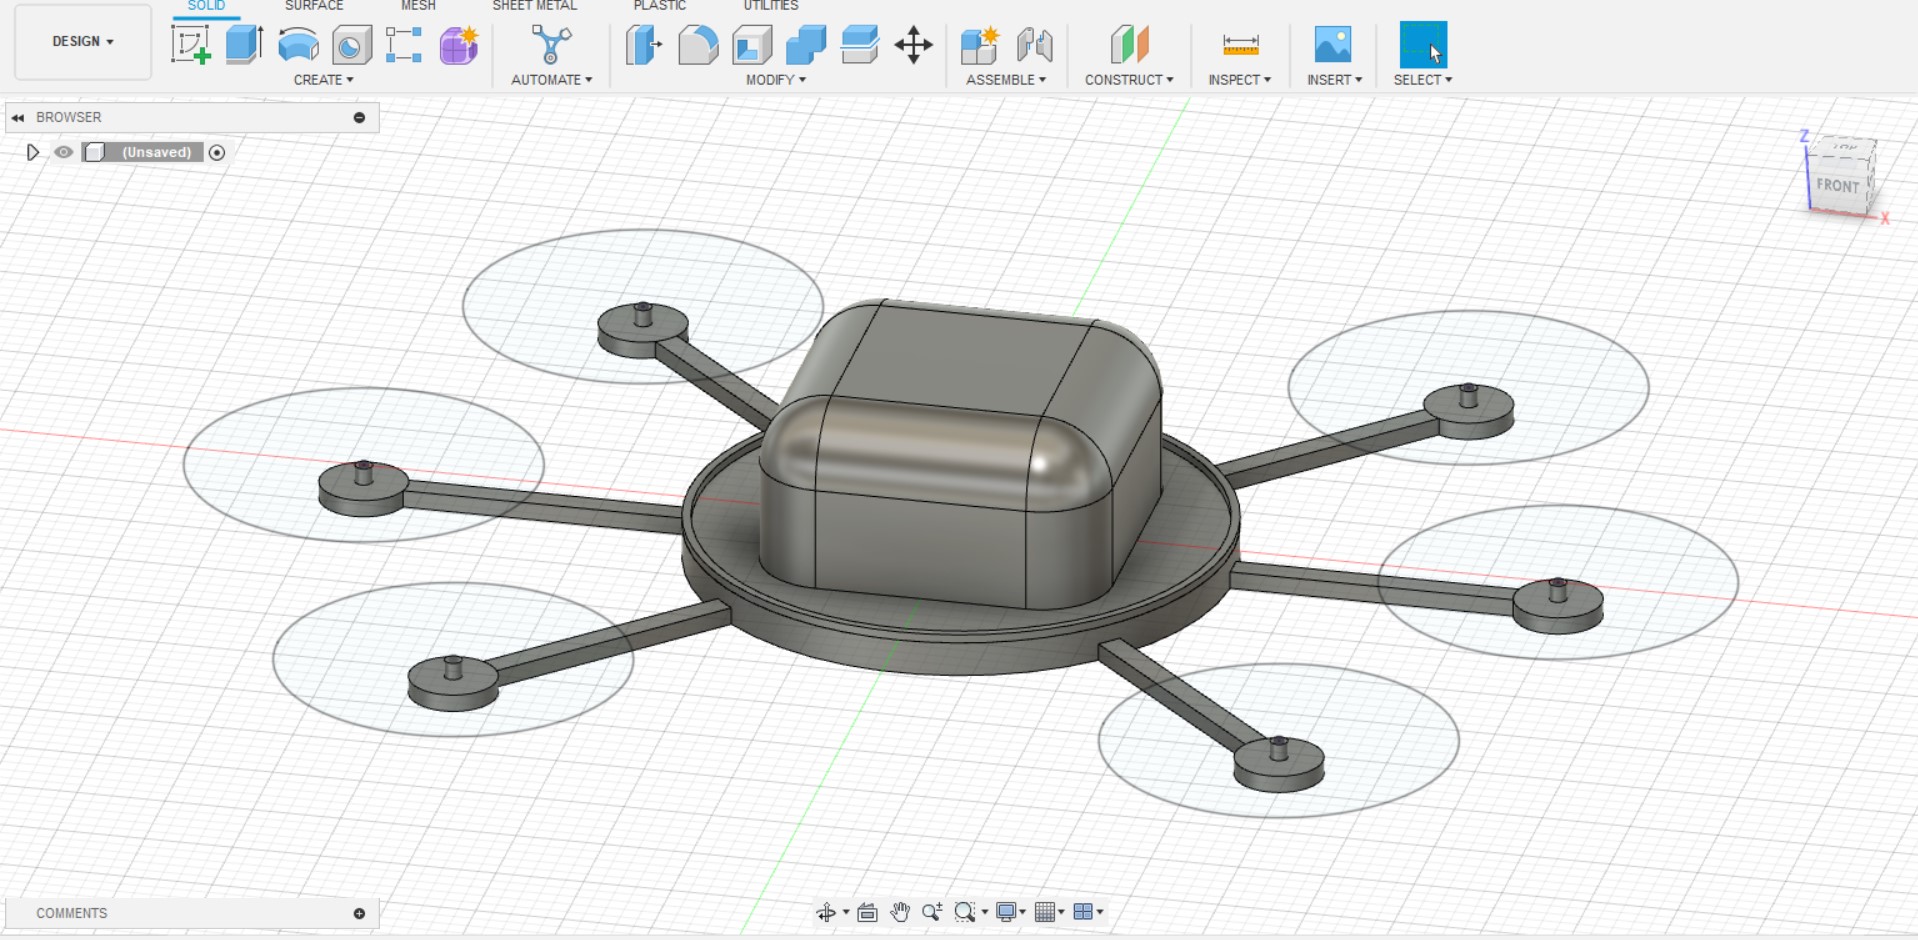 SOLID
SURFACE
MESH
SHEET METAL
PLASTIC
UTILITIES
DESIGN
CREATE
AUTOMATE
MODIFY
ASSEMBLE
CONSTRUCT
INSPECT
INSERT
SELECT
BROWSER
(Unsaved)
Z
TOP
FRONT
X
COMMENTS